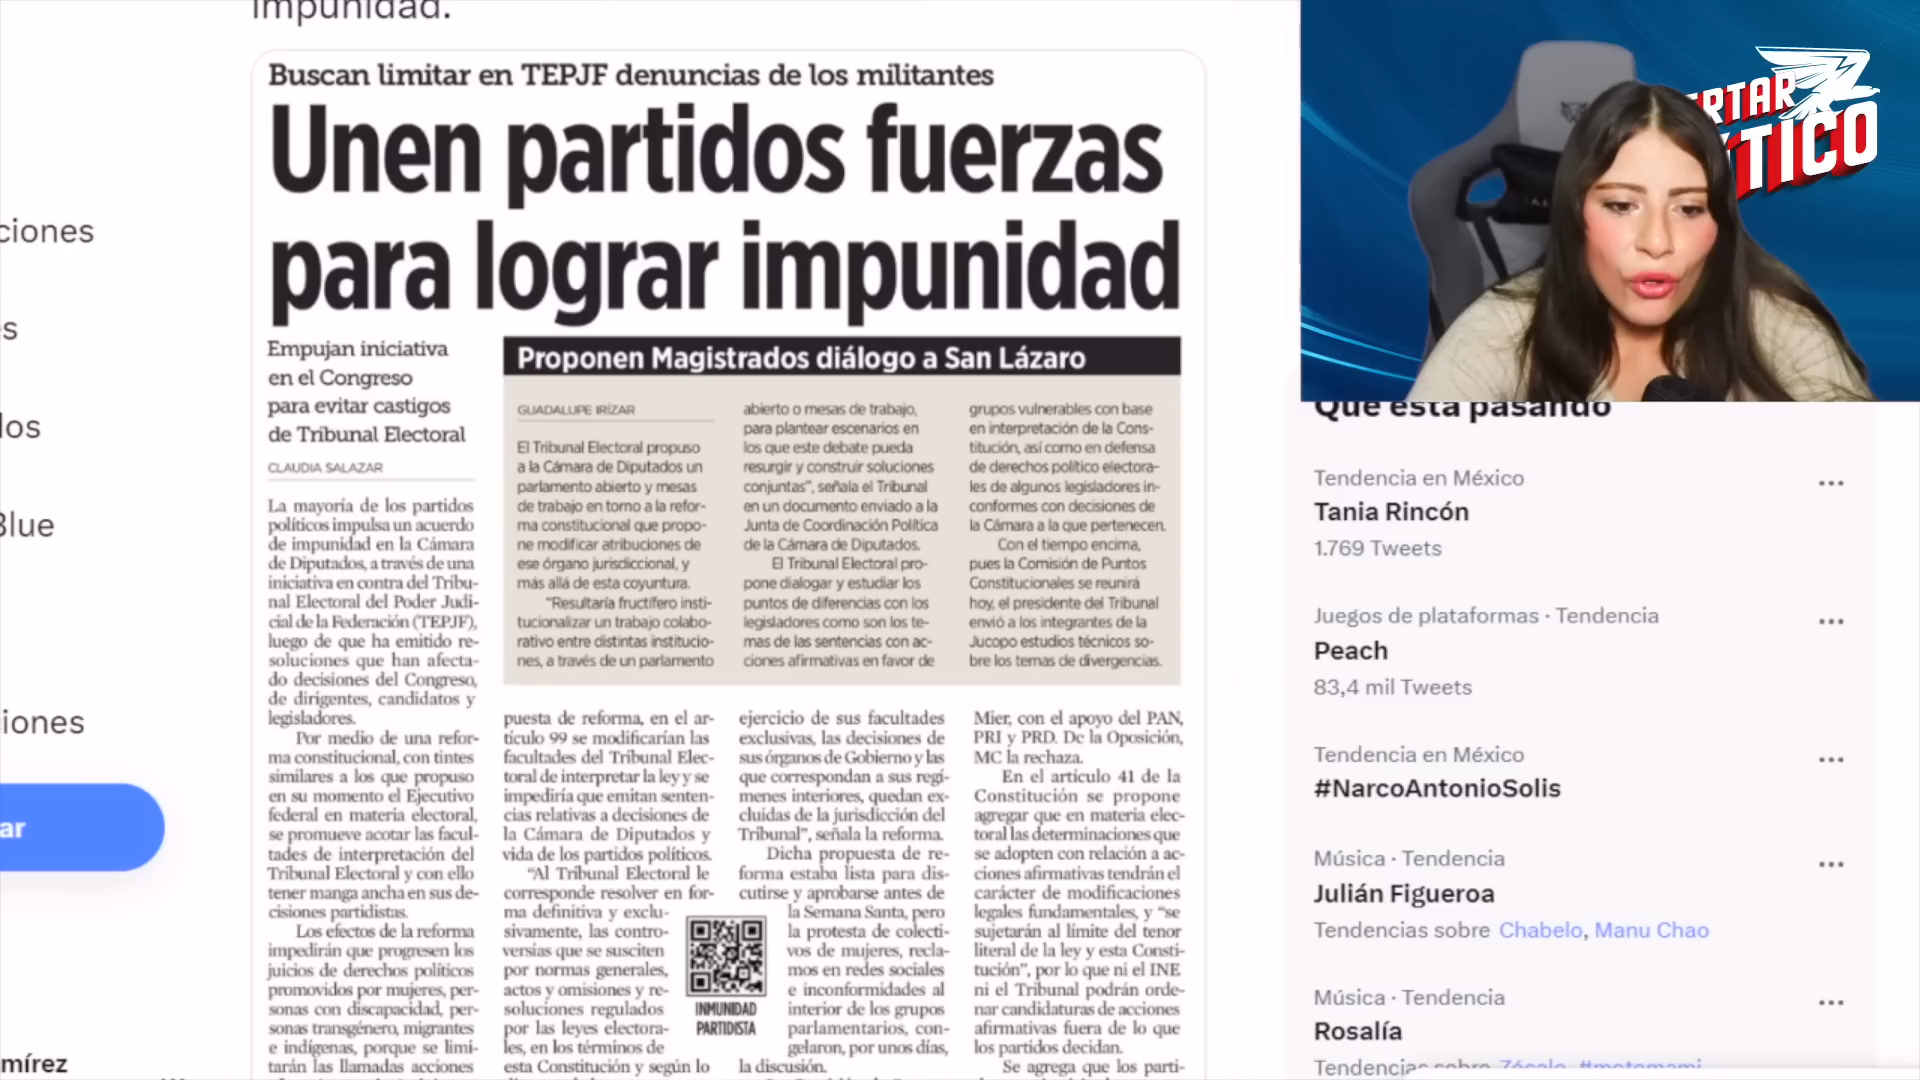 impunidad.
Buscan limitar en TEPJF denuncias de los militantes
Unen partidos fuerzas
para lograr impunidad
Empujan iniciativa
en el Congreso
para evitar castigos
de Tribunal Electoral
CLAUDIA SALAZAR
La mayoría de los partidos
políticos impulsa un acuerdo
de impunidad en la Cámara
de Diputados, a través de una
iniciativa en contra del Tribu-
nal Electoral del Poder Judi-
cial de la Federación (TEPJF),
luego de que ha emitido re-
soluciones que han afecta-
do decisiones del Congreso,
de dirigentes, candidatos y
legisladores.
Por medio de una refor-
ma constitucional, con tintes
similares a los que propuso
en su momento el Ejecutivo
federal en materia electoral,
se promueve acotar las facul-
tades de interpretación del
Tribunal Electoral y con ello
tener manga ancha en sus de-
cisiones partidistas.
Los efectos de la reforma
impedirán que progresen los
juicios de derechos políticos
promovidos por mujeres, per-
sonas con discapacidad, per-
sonas transgénero, migrantes
e indígenas, porque se limi-
tarán las llamadas acciones
Proponen Magistrados diálogo a San Lázaro
GUADALUPE IRÍZAR
El Tribunal Electoral propuso
a la Cámara de Diputados un
parlamento abierto y mesas
de trabajo en torno a la refor-
ma constitucional que propo-
ne modificar atribuciones de
ese órgano jurisdiccional, y
más allá de esta coyuntura.
"Resultaría fructífero insti-
tucionalizar un trabajo colabo-
rativo entre distintas institucio-
nes, a través de un parlamento
abierto o mesas de trabajo,
para plantear escenarios en
los que este debate pueda
resurgir y construir soluciones
conjuntas", señala el Tribunal
en un documento enviado a la
Junta de Coordinación Política
de la Cámara de Diputados.
El Tribunal Electoral pro-
pone dialogar y estudiar los
puntos de diferencias con los
legisladores como son los te-
mas de las sentencias con ac-
ciones afirmativas en favor de
grupos vulnerables con base
en interpretación de la Cons-
titución, así como en defensa
de derechos político electora-
les de algunos legisladores in-
conformes con decisiones de
la Cámara a la que pertenecen.
Con el tiempo encima,
pues la Comisión de Puntos
Constitucionales se reunirá
hoy, el presidente del Tribunal
envió a los integrantes de la
Jucopo estudios técnicos so-
bre los temas de divergencias.
puesta de reforma, en el ar-
tículo 99 se modificarían las
facultades del Tribunal Elec-
toral de interpretar la ley y se
impediría que emitan senten-
cias relativas a decisiones de
la Cámara de Diputados y
vida de los partidos políticos.
"Al Tribunal Electoral le
corresponde resolver en for-
ma definitiva y exclu-
sivamente, las contro-
versias que se susciten
por normas generales,
actos y omisiones y re-
soluciones regulados
por las leyes electora-
les, en los términos de
esta Constitución y según lo
INMUNIDAD
PARTIDISTA
ejercicio de sus facultades
exclusivas, las decisiones de
sus órganos de Gobierno y las
que correspondan a sus regí-
menes interiores, quedan ex-
cluidas de la jurisdicción del
Tribunal", señala la reforma.
Dicha propuesta de re-
forma estaba lista para dis-
cutirse y aprobarse antes de
la Semana Santa, pero
la protesta de colecti-
vos de mujeres, recla-
mos en redes sociales
e inconformidades al
interior de los grupos
parlamentarios, con-
gelaron, por unos días,
la discusión.
Mier, con el apoyo del PAN,
PRI y PRD. De la Oposición,
MC la rechaza.
En el artículo 41 de la
Constitución se propone
agregar que en materia elec-
toral las determinaciones que
se adopten con relación a ac-
ciones afirmativas tendrán el
carácter de modificaciones
legales fundamentales, y "se
sujetarán al límite del tenor
literal de la ley y esta Consti-
tución", por lo que ni el INE
ni el Tribunal podrán orde-
nar candidaturas de acciones
afirmativas fuera de lo que
los partidos decidan.
Se agrega que los parti-
ciones
s
los
Blue
iones
ar
mírez
ERTAR
TICO
Qué está pasando
Tendencia en México
Tania Rincón
1.769 Tweets
Juegos de plataformas · Tendencia
Peach
83,4 mil Tweets
Tendencia en México
#NarcoAntonioSolis
Música · Tendencia
Julián Figueroa
Tendencias sobre Chabelo, Manu Chao
Música · Tendencia
Rosalía
Tendencias sobre Zócalo, #motomami